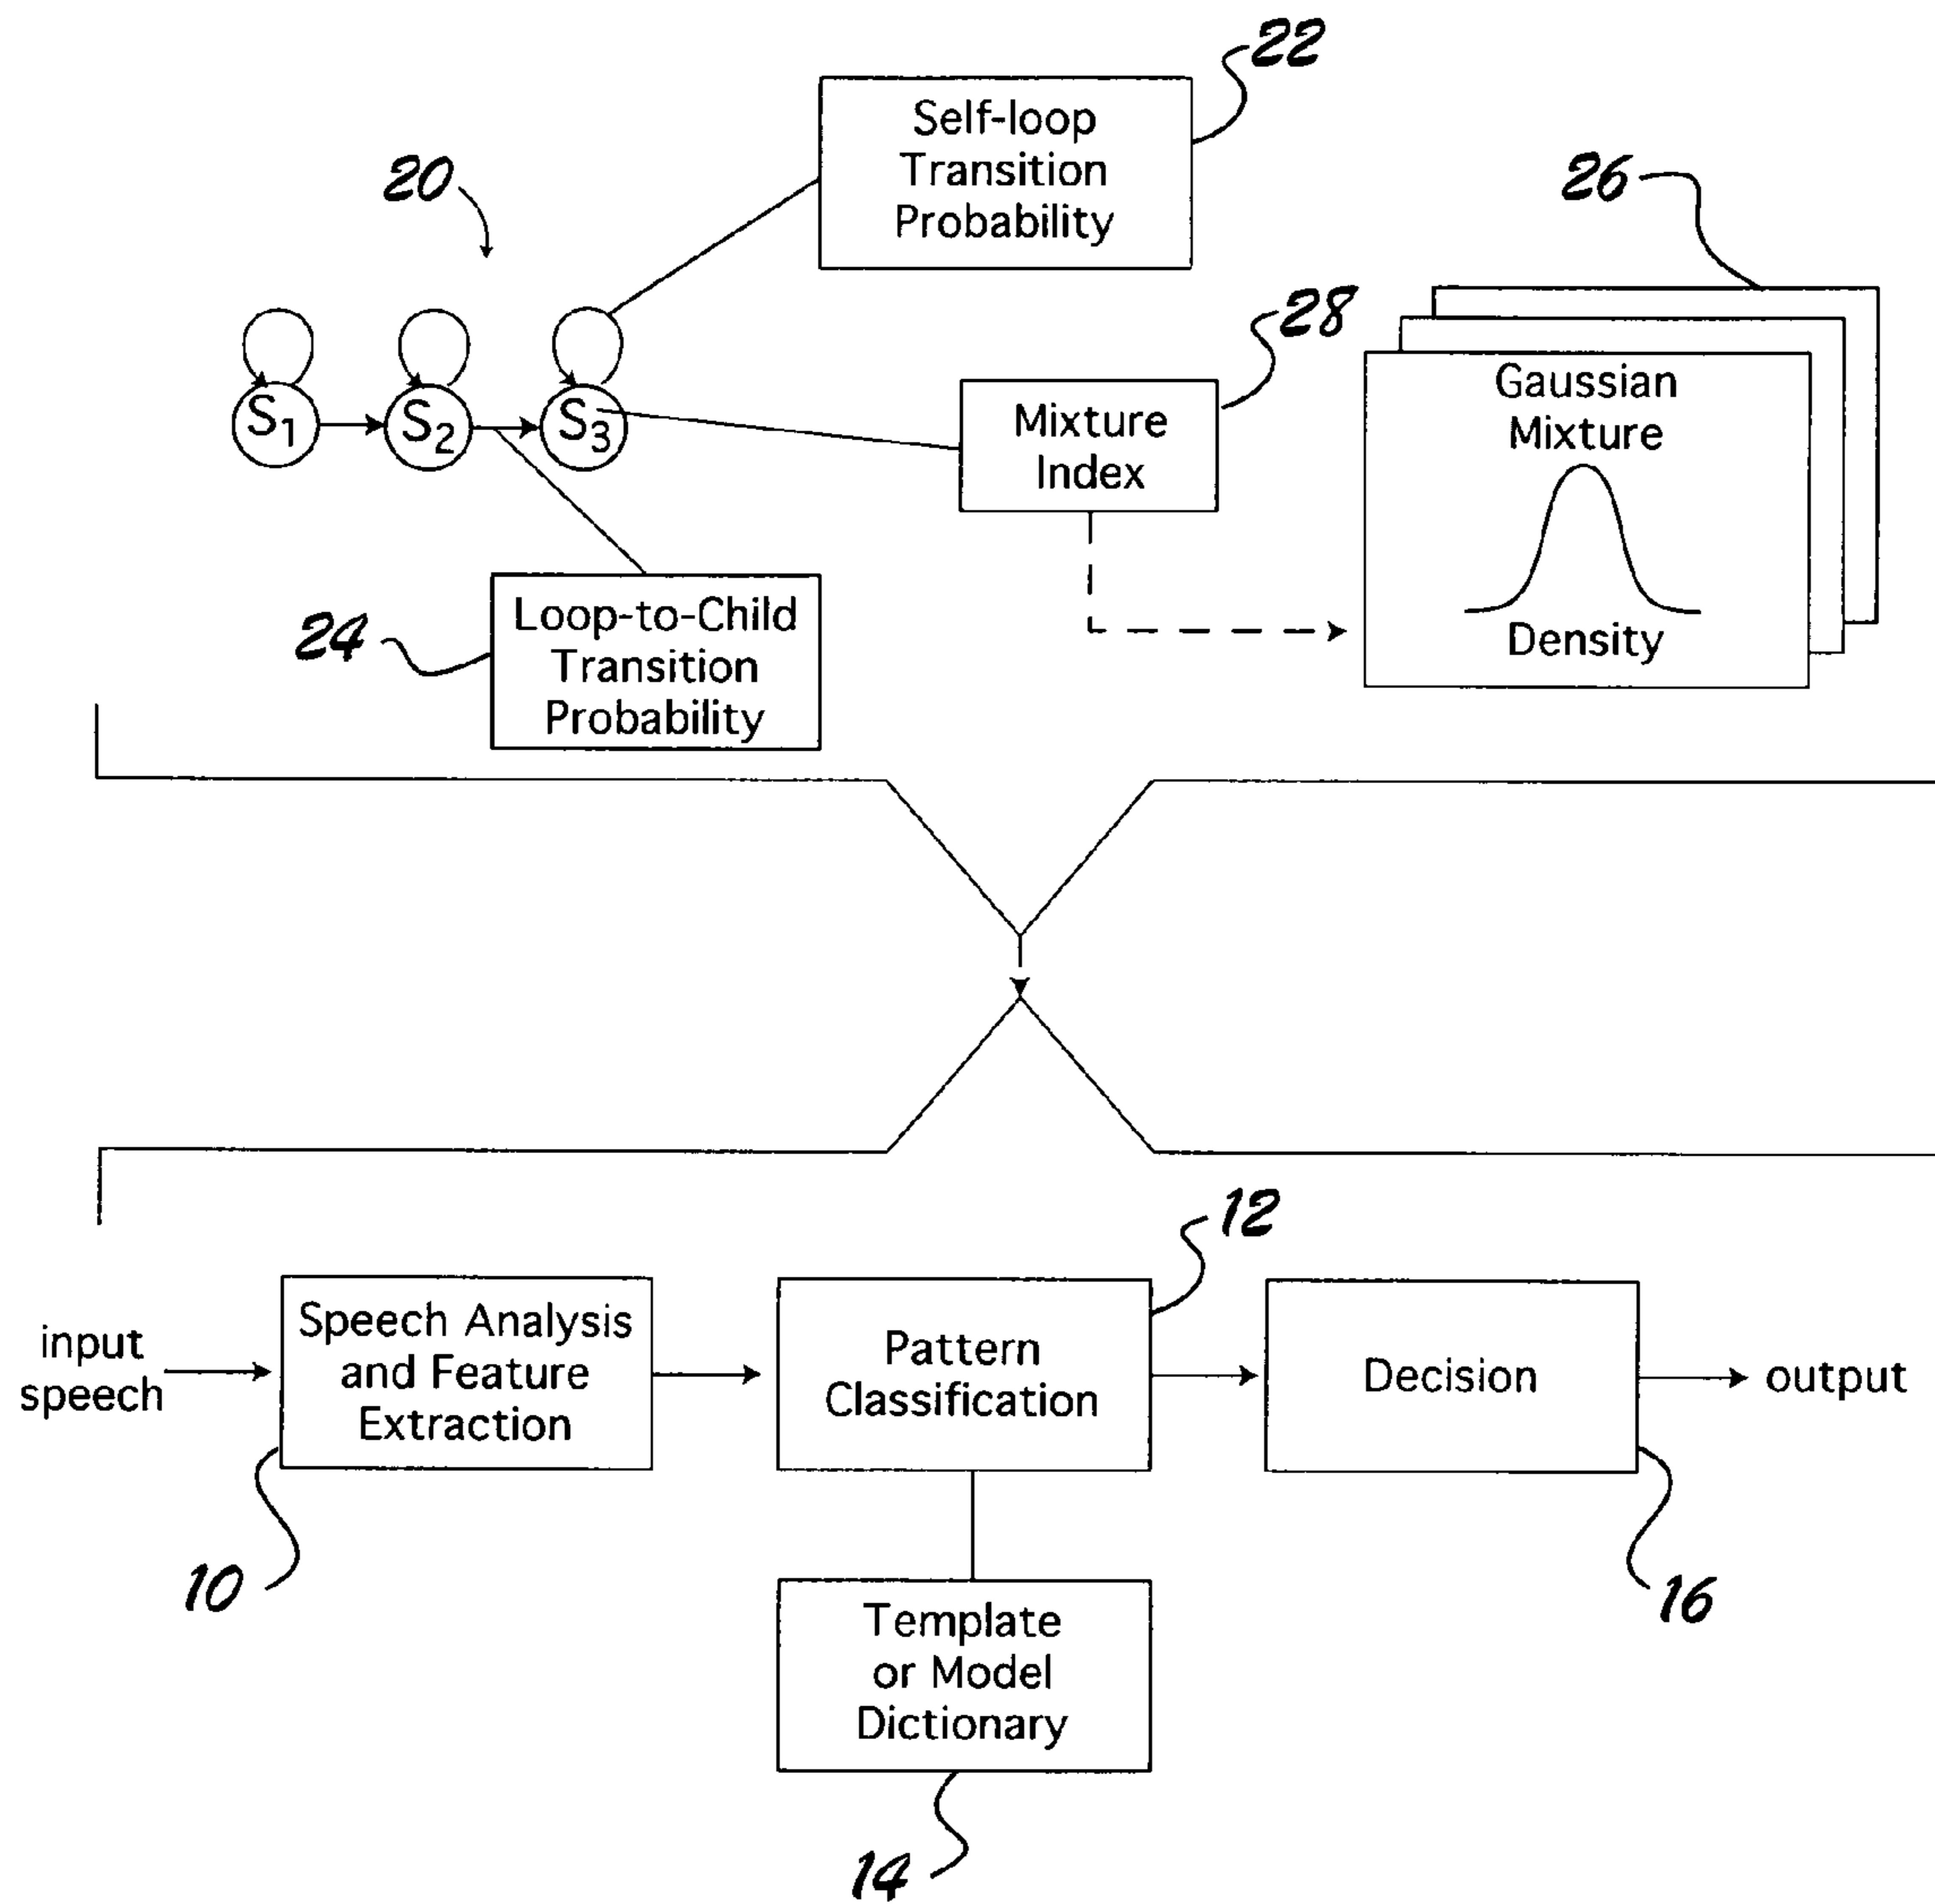 22
Self-loop
Transition
Probability
20
26
28
S1
S2
S3
Mixture
Index
Gaussian
Mixture
Density
24
Loop-to-Child
Transition
Probability
12
input
speech
Speech Analysis
and Feature
Extraction
Pattern
Classification
Decision
output
10
16
Template
or Model
Dictionary
14